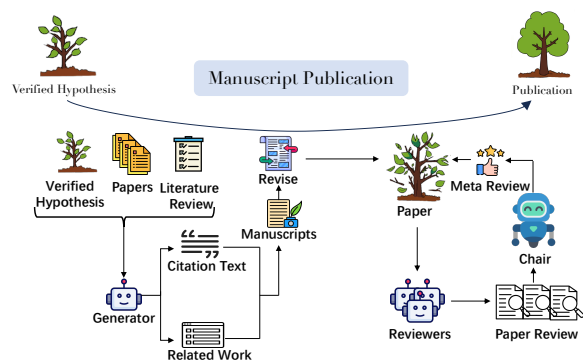 Manuscript Publication
Verified Hypothesis
Publication
Verified
Hypothesis
Papers
Literature
Review
Revise
Manuscripts
Citation Text
Generator
Related Work
Paper
Meta Review
Chair
Reviewers
Paper Review